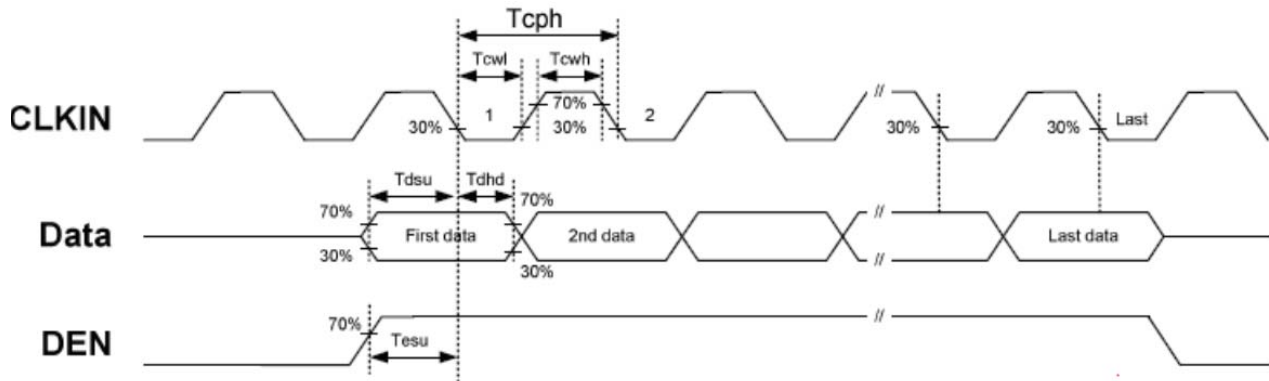 Tcph
Tcwl
Tcwh
CLKIN
30%
1
70%
30%
2
//
30%
30%
Last
Tdsu
Tdhd
70%
70%
Data
First data
2nd data
//
Last data
30%
30%
//
70%
DEN
Tesu